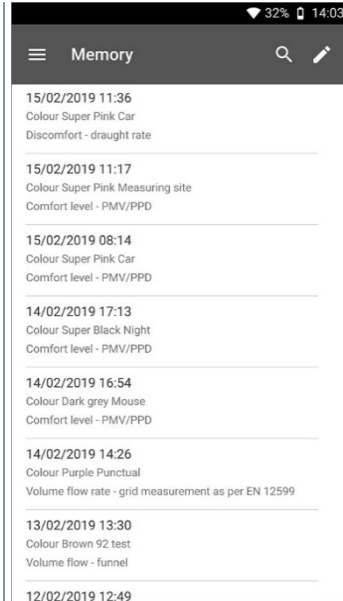 32% 14:03
Memory
15/02/2019 11:36
Colour Super Pink Car
Discomfort - draught rate
15/02/2019 11:17
Colour Super Pink Measuring site
Comfort level - PMV/PPD
15/02/2019 08:14
Colour Super Pink Car
Comfort level - PMV/PPD
14/02/2019 17:13
Colour Super Black Night
Comfort level - PMV/PPD
14/02/2019 16:54
Colour Dark grey Mouse
Comfort level - PMV/PPD
14/02/2019 14:26
Colour Purple Punctual
Volume flow rate - grid measurement as per EN 12599
13/02/2019 13:30
Colour Brown 92 test
Volume flow - funnel
12/02/2019 12:49